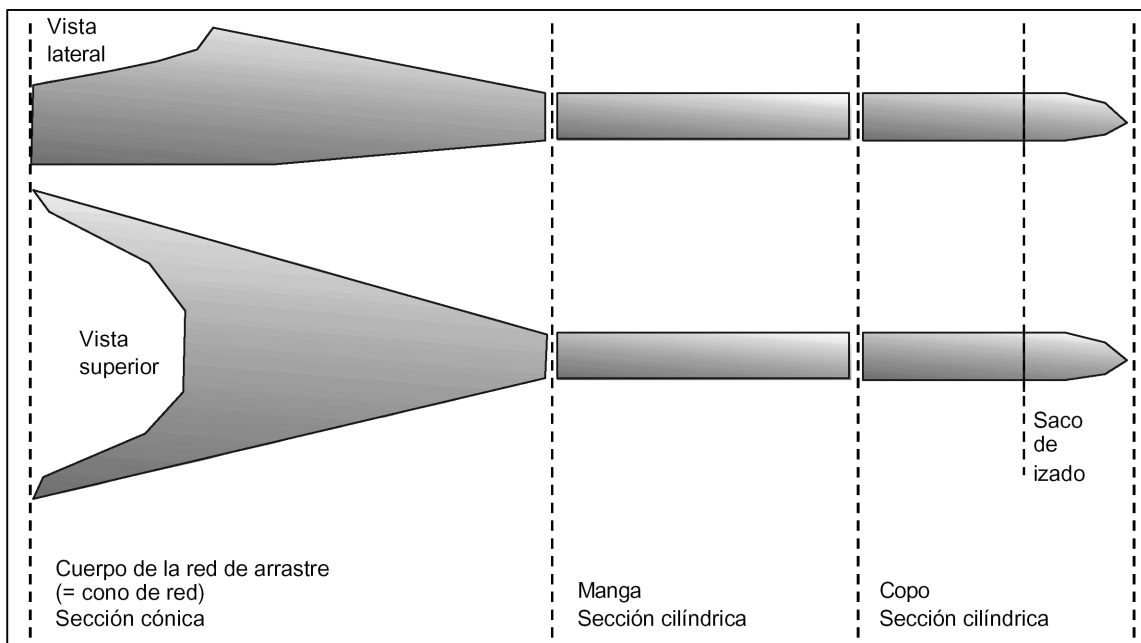 Vista
lateral
Vista
superior
Saco
de
izado
Cuerpo de la red de arrastre
(= cono de red)
Sección cónica
Manga
Sección cilíndrica
Copo
Sección cilíndrica